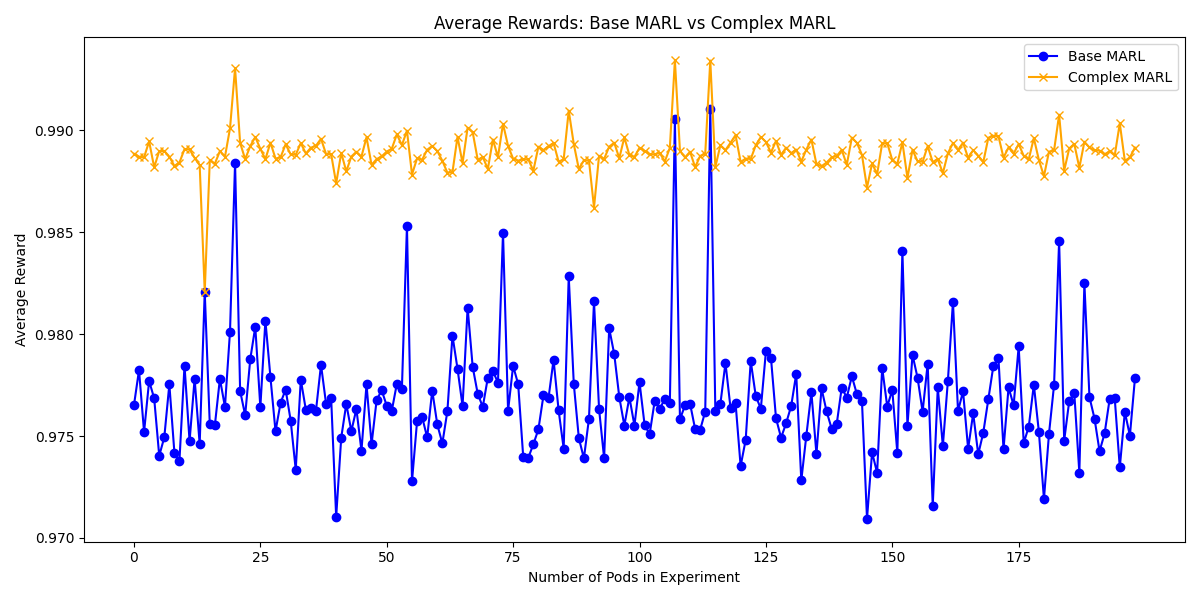 Average Rewards: Base MARL vs Complex MARL
Base MARL
Complex MARL
Average Reward
0.990
0.985
0.980
0.975
0.970
0 25 50 75 100 125 150 175
Number of Pods in Experiment